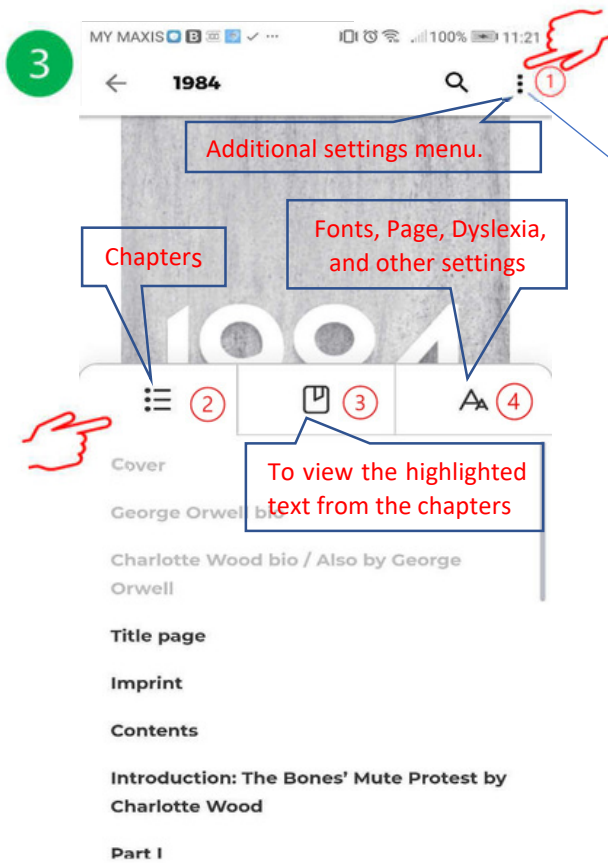 3
MY MAXIS B ✓ ··· 100% 11:21
← 1984
1
Additional settings menu.
Chapters
Fonts, Page, Dyslexia,
and other settings
1984
2
3
AA 4
To view the highlighted
text from the chapters
Cover
George Orwell bio
Charlotte Wood bio / Also by George
Orwell
Title page
Imprint
Contents
Introduction: The Bones’ Mute Protest by
Charlotte Wood
Part I